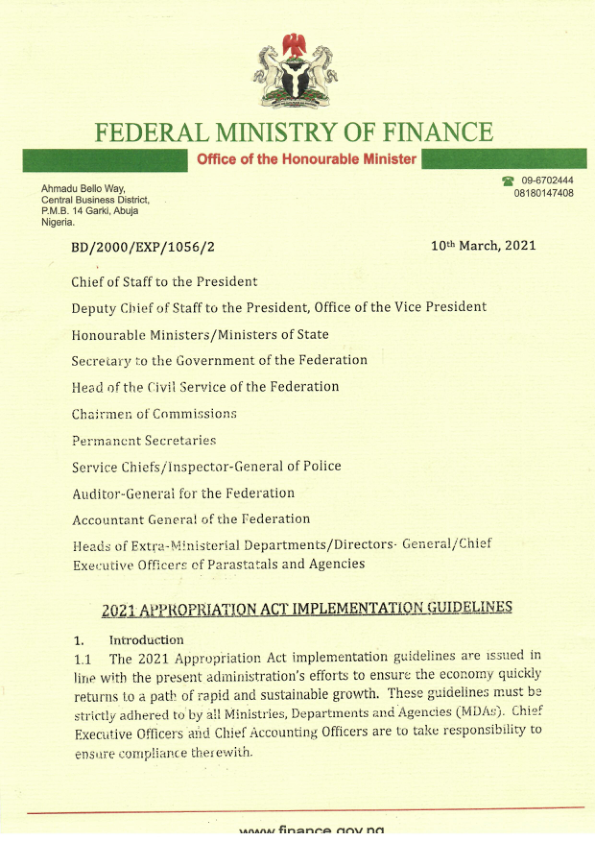 FEDERAL MINISTRY OF FINANCE
Office of the Honourable Minister
Ahmadu Bello Way,
Central Business District,
P.M.B. 14 Garki, Abuja
Nigeria.
09-6702444
08180147408
BD/2000/EXP/1056/2 10th March, 2021
Chief of Staff to the President
Deputy Chief of Staff to the President, Office of the Vice President
Honourable Ministers/Ministers of State
Secretary to the Government of the Federation
Head of the Civil Service of the Federation
Chairmen of Commissions
Permanent Secretaries
Service Chiefs/Inspector-General of Police
Auditor-General for the Federation
Accountant General of the Federation
Heads of Extra-Ministerial Departments/Directors- General/Chief
Executive Officers of Parastatals and Agencies
2021 APPROPRIATION ACT IMPLEMENTATION GUIDELINES
1. Introduction
1.1 The 2021 Appropriation Act implementation guidelines are issued in
line with the present administration's efforts to ensure the economy quickly
returns to a path of rapid and sustainable growth. These guidelines must be
strictly adhered to by all Ministries, Departments and Agencies (MDAs). Chief
Executive Officers and Chief Accounting Officers are to take responsibility to
ensure compliance therewith.
www.finance.gov.ng